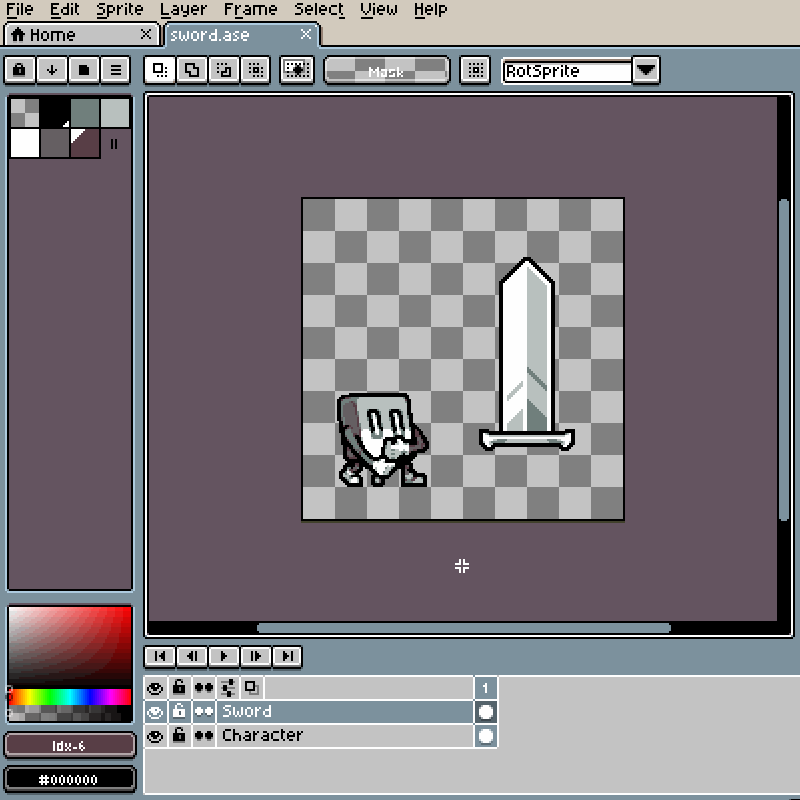 File Edit Sprite Layer Frame Select View Help
Home sword.ase
Mask RotSprite
1
Sword
Character
Idx-6
#000000